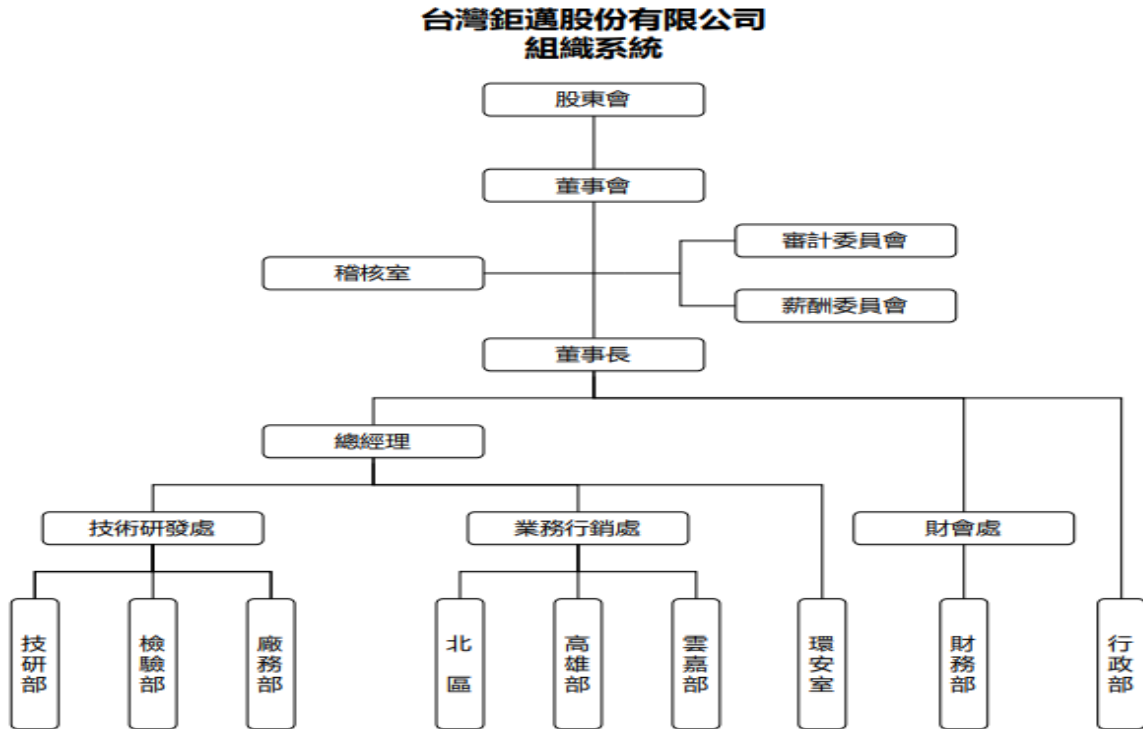 台灣鉅邁股份有限公司
組織系統
股東會
董事會
審計委員會
稽核室
薪酬委員會
董事長
總經理
技術研發處
業務行銷處
財會處
技研部
檢驗部
廠務部
北區
高雄部
雲嘉部
環安室
財務部
行政部